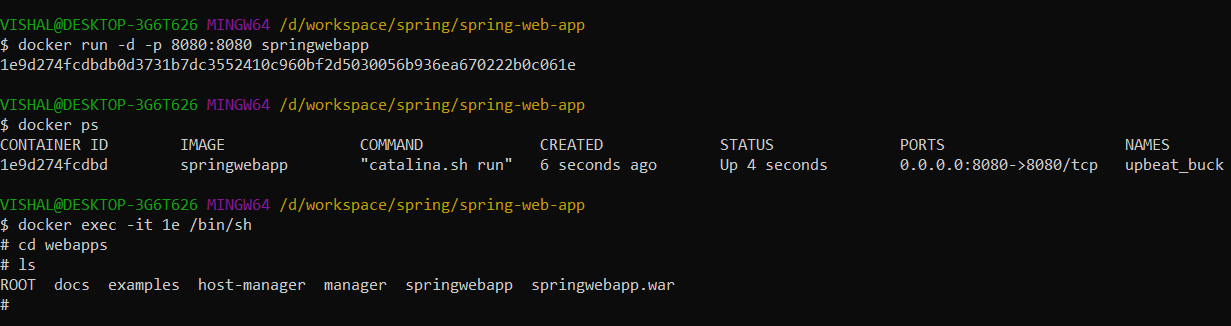 VISHAL@DESKTOP-3G6T626 MINGW64 /d/workspace/spring/spring-web-app
$ docker run -d -p 8080:8080 springwebapp
1e9d274fcdbdb0d3731b7dc3552410c960bf2d5030056b936ea670222b0c061e
VISHAL@DESKTOP-3G6T626 MINGW64 /d/workspace/spring/spring-web-app
$ docker ps
CONTAINER ID        IMAGE               COMMAND             CREATED             STATUS              PORTS                    NAMES
1e9d274fcdbd        springwebapp        "catalina.sh run"   6 seconds ago       Up 4 seconds        0.0.0.0:8080->8080/tcp   upbeat_buck
VISHAL@DESKTOP-3G6T626 MINGW64 /d/workspace/spring/spring-web-app
$ docker exec -it 1e /bin/sh
# cd webapps
# ls
ROOT  docs  examples  host-manager  manager  springwebapp  springwebapp.war
#